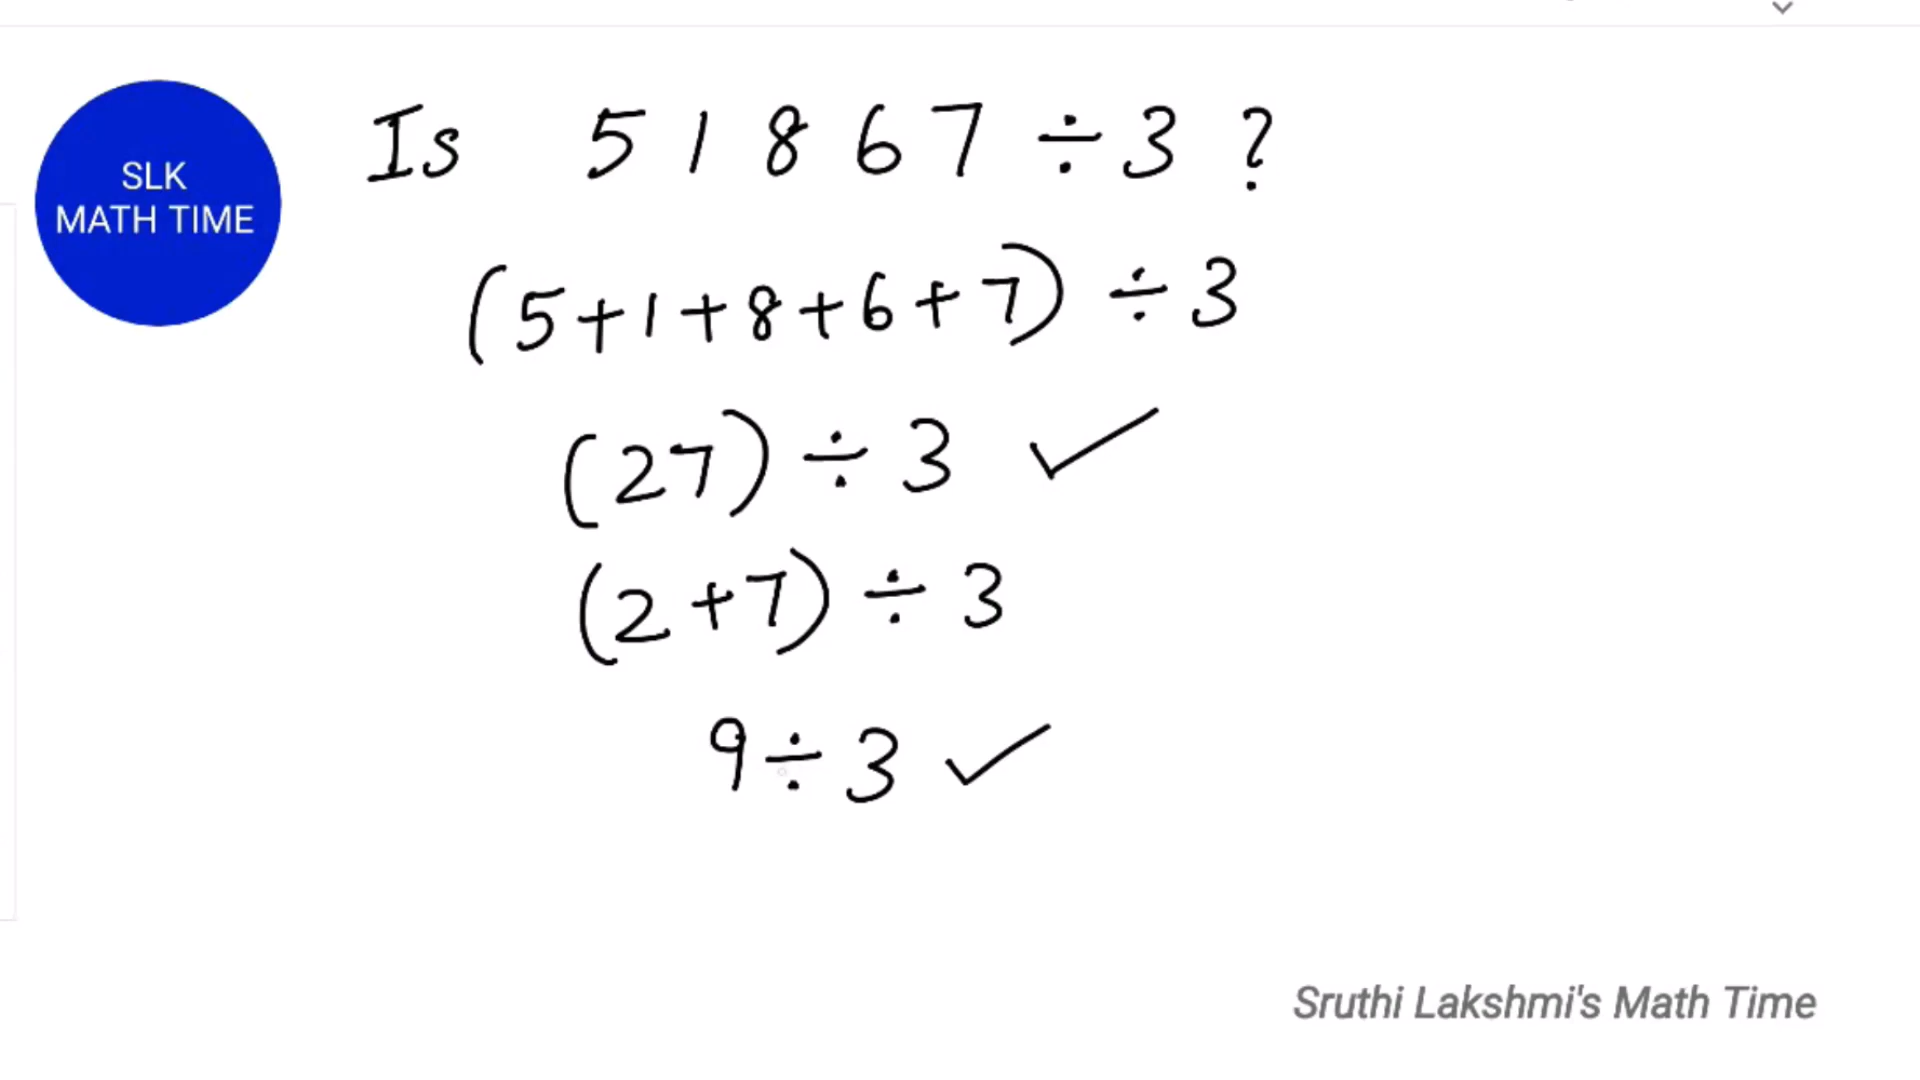 SLK
MATH TIME
Is 51867 ÷ 3 ?
(5+1+8+6+7) ÷ 3
(27) ÷ 3 ✓
(2+7) ÷ 3
9 ÷ 3 ✓
Sruthi Lakshmi's Math Time